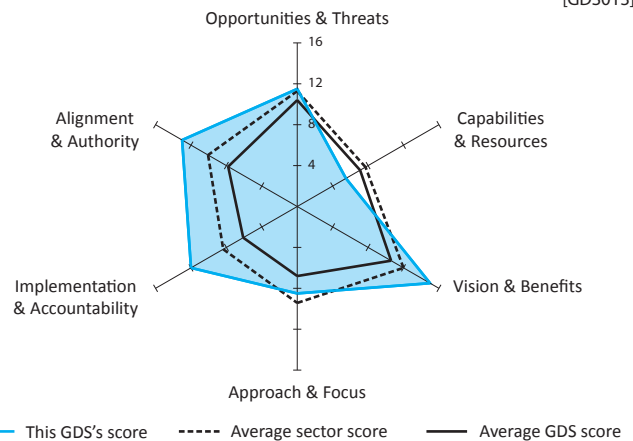 [GDS015]
Opportunities & Threats
16
12
8
4
Alignment
& Authority
Capabilities
& Resources
Implementation
& Accountability
Vision & Benefits
Approach & Focus
This GDS's score
Average sector score
Average GDS score